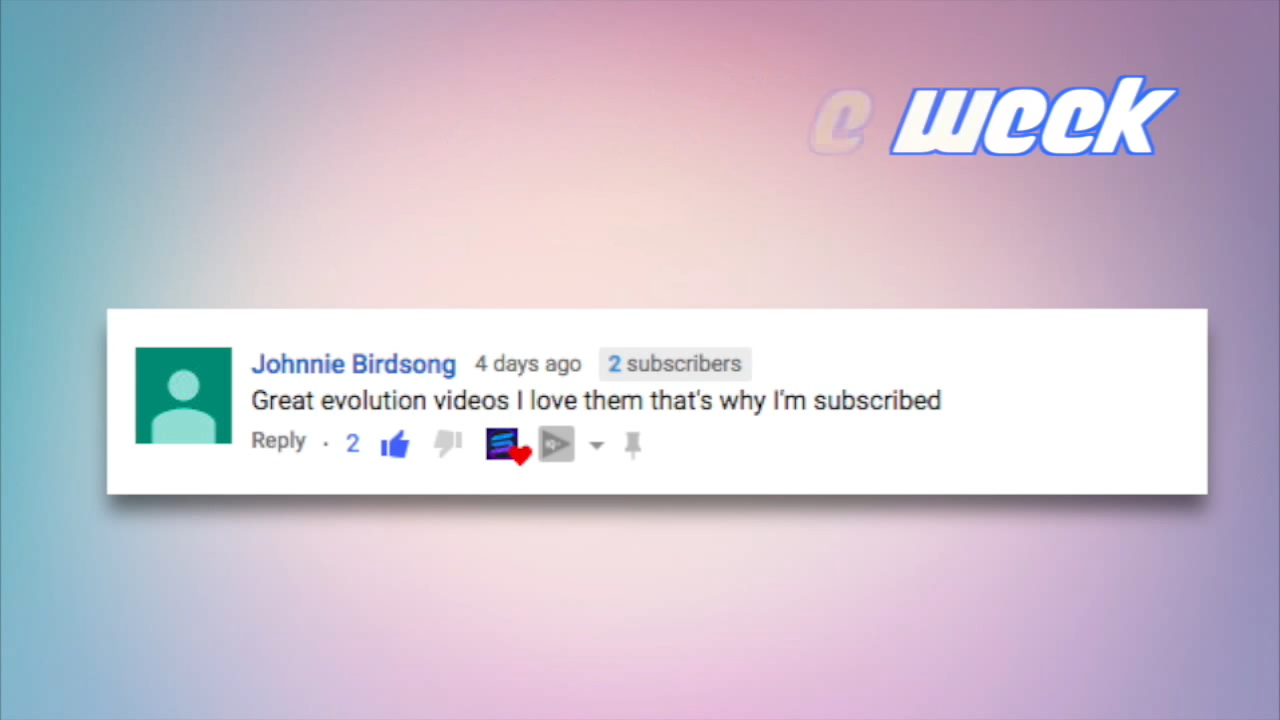 e week
Johnnie Birdsong 4 days ago 2 subscribers
Great evolution videos I love them that's why I'm subscribed
Reply · 2